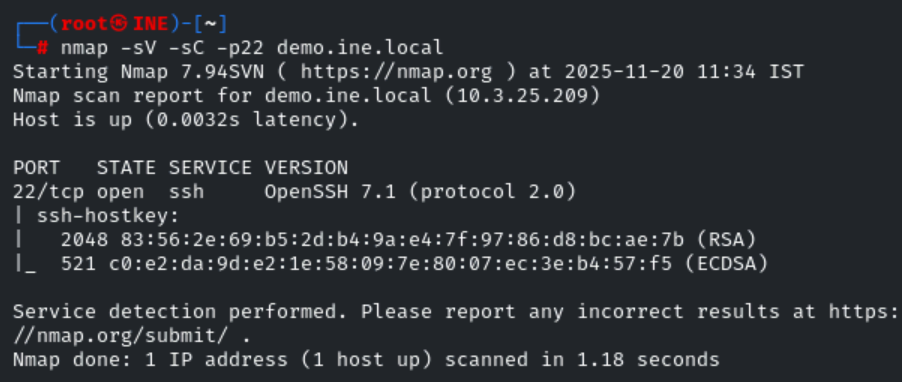 ┌──(root㉿INE)-[~]
└─# nmap -sV -sC -p22 demo.ine.local
Starting Nmap 7.94SVN ( https://nmap.org ) at 2025-11-20 11:34 IST
Nmap scan report for demo.ine.local (10.3.25.209)
Host is up (0.0032s latency).

PORT   STATE SERVICE VERSION
22/tcp open  ssh     OpenSSH 7.1 (protocol 2.0)
| ssh-hostkey:
|   2048 83:56:2e:69:b5:2d:b4:9a:e4:7f:97:86:d8:bc:ae:7b (RSA)
|_  521 c0:e2:da:9d:e2:1e:58:09:7e:80:07:ec:3e:b4:57:f5 (ECDSA)

Service detection performed. Please report any incorrect results at https:
//nmap.org/submit/ .
Nmap done: 1 IP address (1 host up) scanned in 1.18 seconds